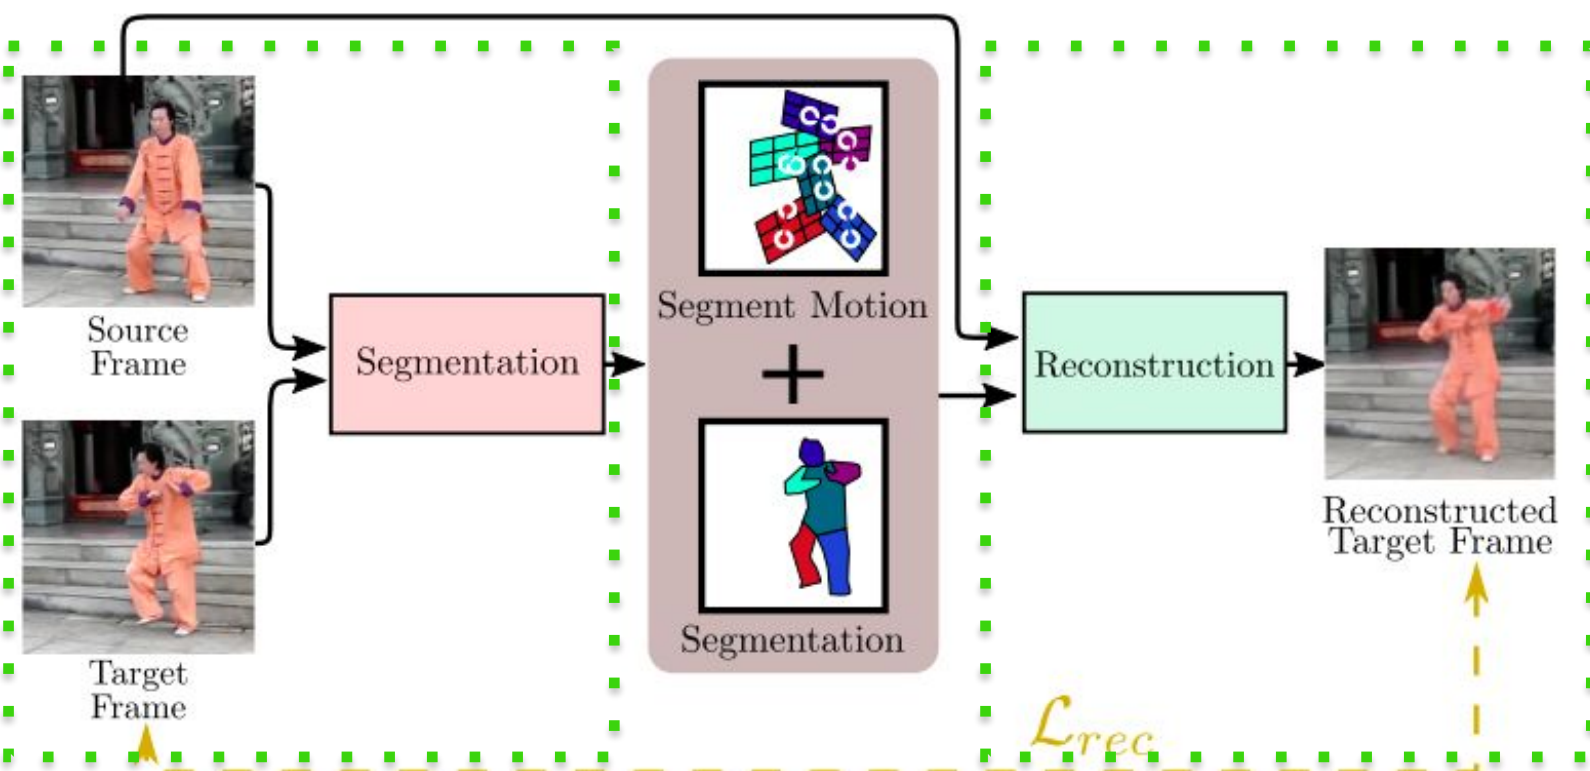 Source
Frame
Segmentation
Target
Frame
Segment Motion
+
Segmentation
Reconstruction
Reconstructed
Target Frame
ℒrec